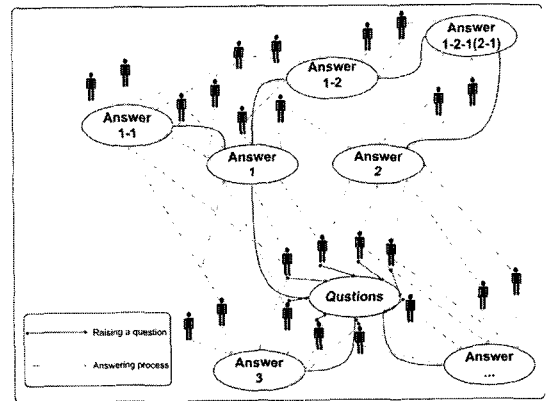 Answer
1-2-1(2-1)
Answer
1-2
Answer
1-1
Answer
1
Answer
2
Qustions
Answer
3
Answer
...
Raising a question
Answering process